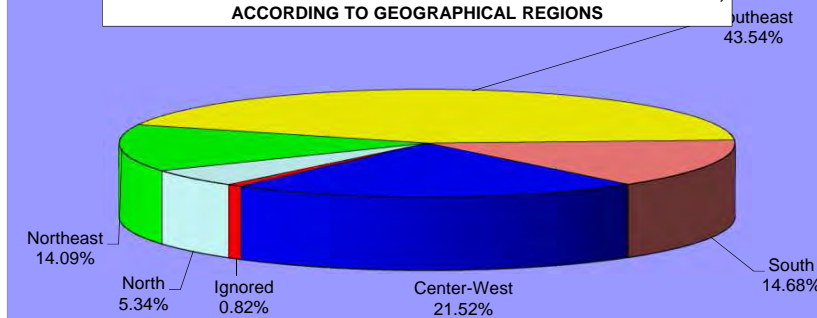 ACCORDING TO GEOGRAPHICAL REGIONS
43.54%
Northeast
14.09%
North
5.34%
Ignored
0.82%
Center-West
21.52%
South
14.68%